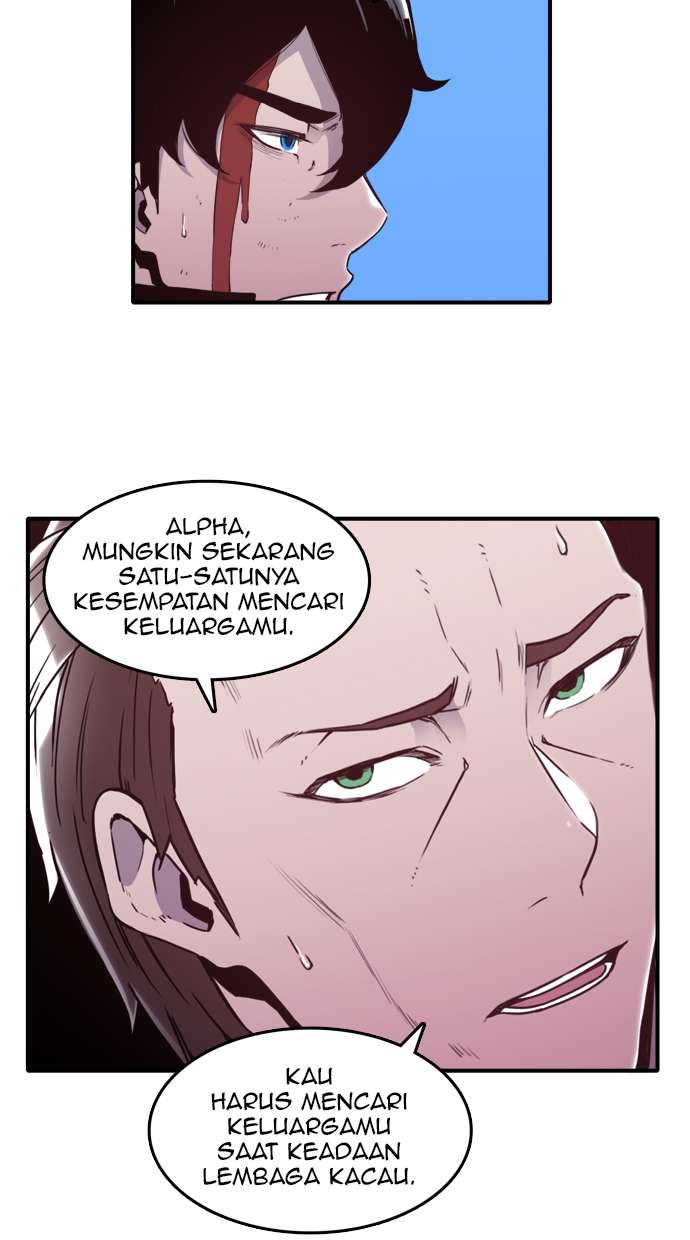 ALPHA,
MUNGKIN SEKARANG
SATU-SATUNYA
KESEMPATAN MENCARI
KELUARGAMU.
KAU
HARUS MENCARI
KELUARGAMU
SAAT KEADAAN
LEMBAGA KACAU.